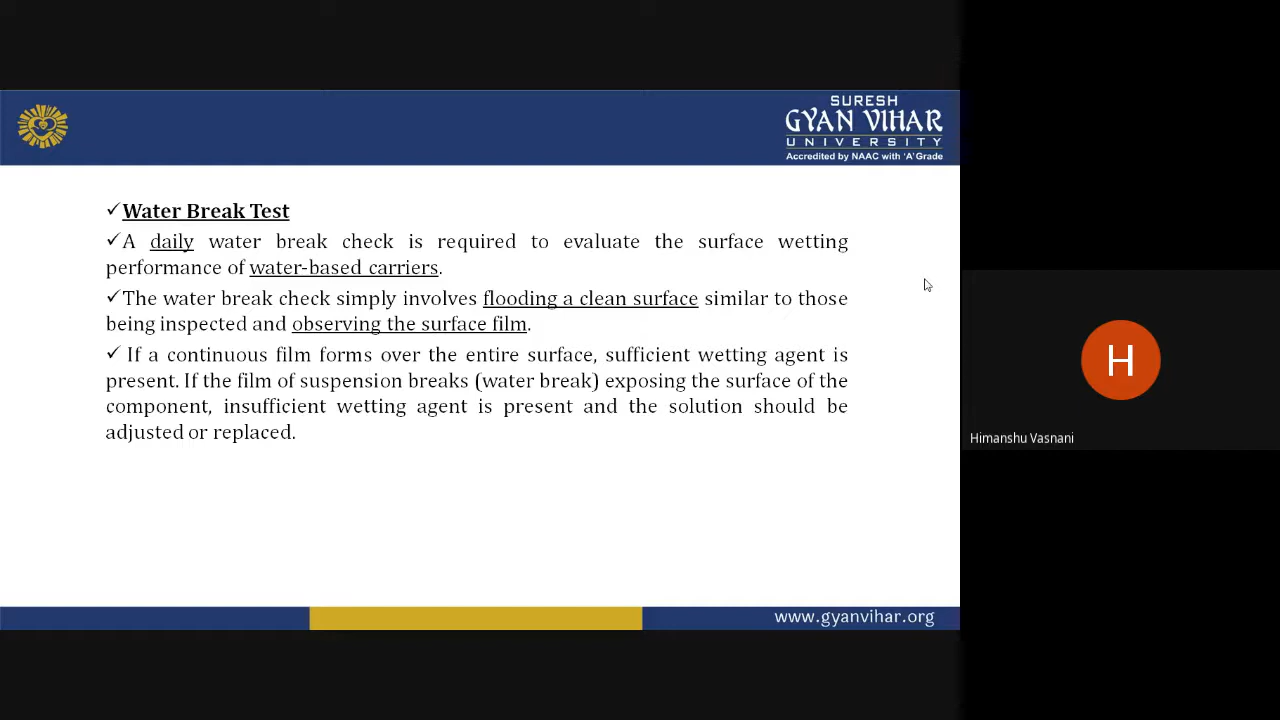 SURESH
GYAN VIHAR
UNIVERSITY
Accredited by NAAC with 'A' Grade
✓Water Break Test
✓A daily water break check is required to evaluate the surface wetting
performance of water-based carriers.
✓The water break check simply involves flooding a clean surface similar to those
being inspected and observing the surface film.
✓ If a continuous film forms over the entire surface, sufficient wetting agent is
present. If the film of suspension breaks (water break) exposing the surface of the
component, insufficient wetting agent is present and the solution should be
adjusted or replaced.
H
Himanshu Vasnani
www.gyanvihar.org